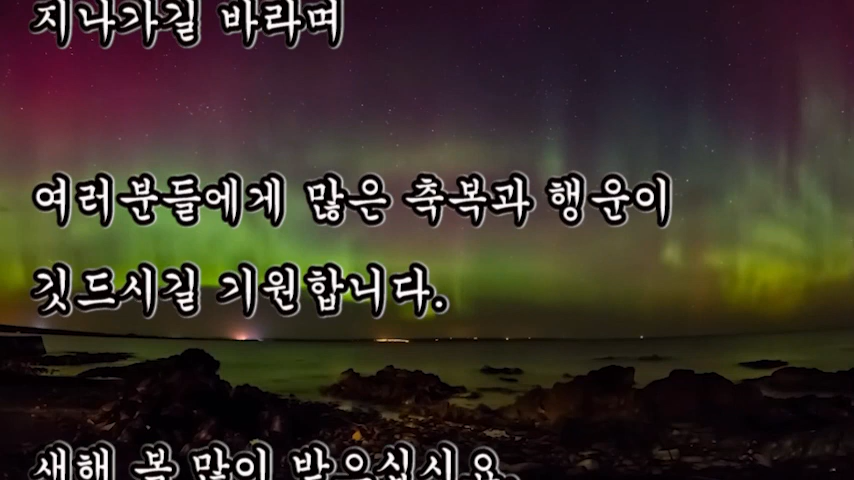 지나가길 바라며
여러분들에게 많은 축복과 행운이
깃드시길 기원합니다.
새해 복 많이 받으십시요.